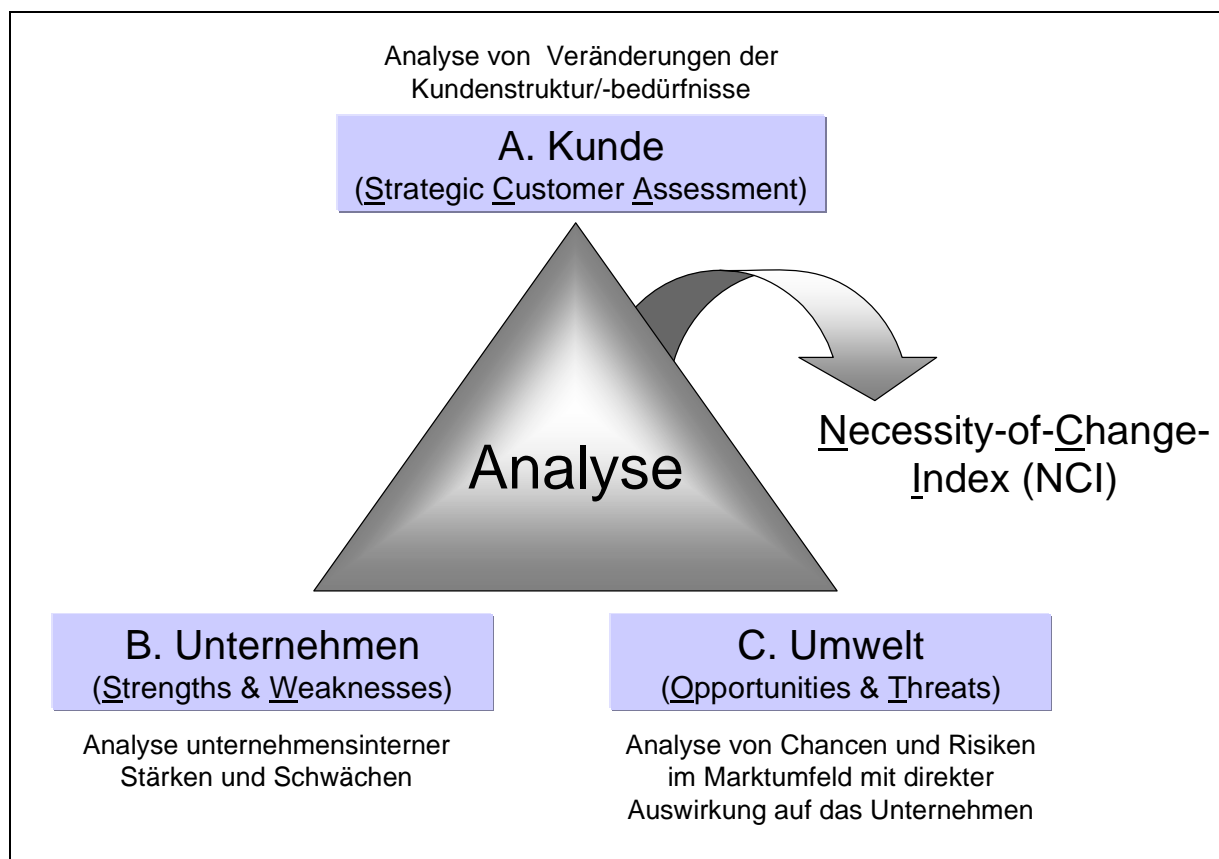 Analyse von Veränderungen der
Kundenstruktur/-bedürfnisse
A. Kunde
(Strategic Customer Assessment)
Analyse
Necessity-of-Change-
Index (NCI)
B. Unternehmen
(Strengths & Weaknesses)
Analyse unternehmensinterner
Stärken und Schwächen
C. Umwelt
(Opportunities & Threats)
Analyse von Chancen und Risiken
im Marktumfeld mit direkter
Auswirkung auf das Unternehmen